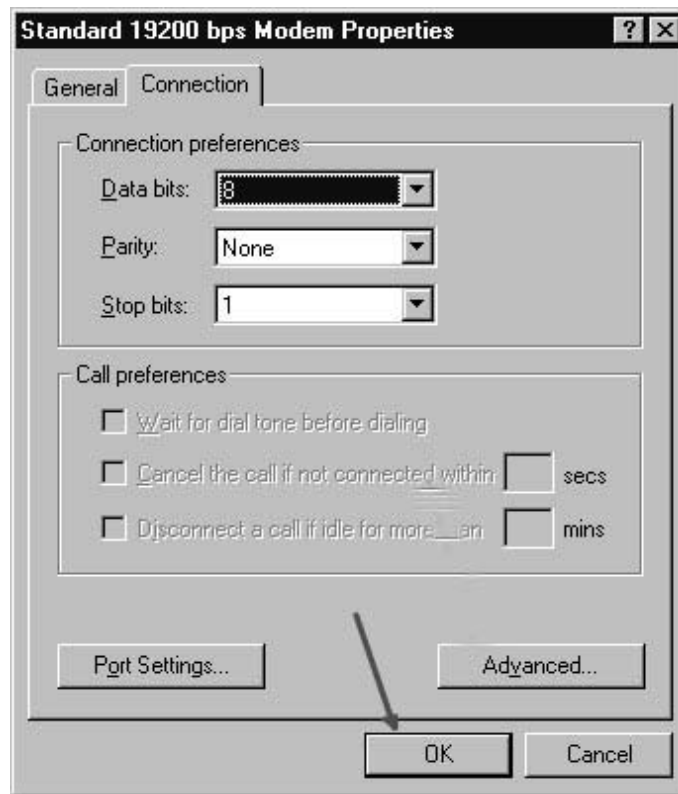 Standard 19200 bps Modem Properties ? ×
General Connection
Connection preferences
Data bits: 8
Parity: None
Stop bits: 1
Call preferences
Wait for dial tone before dialing
Cancel the call if not connected within secs
Disconnect a call if idle for more an mins
Port Settings... Advanced...
OK Cancel